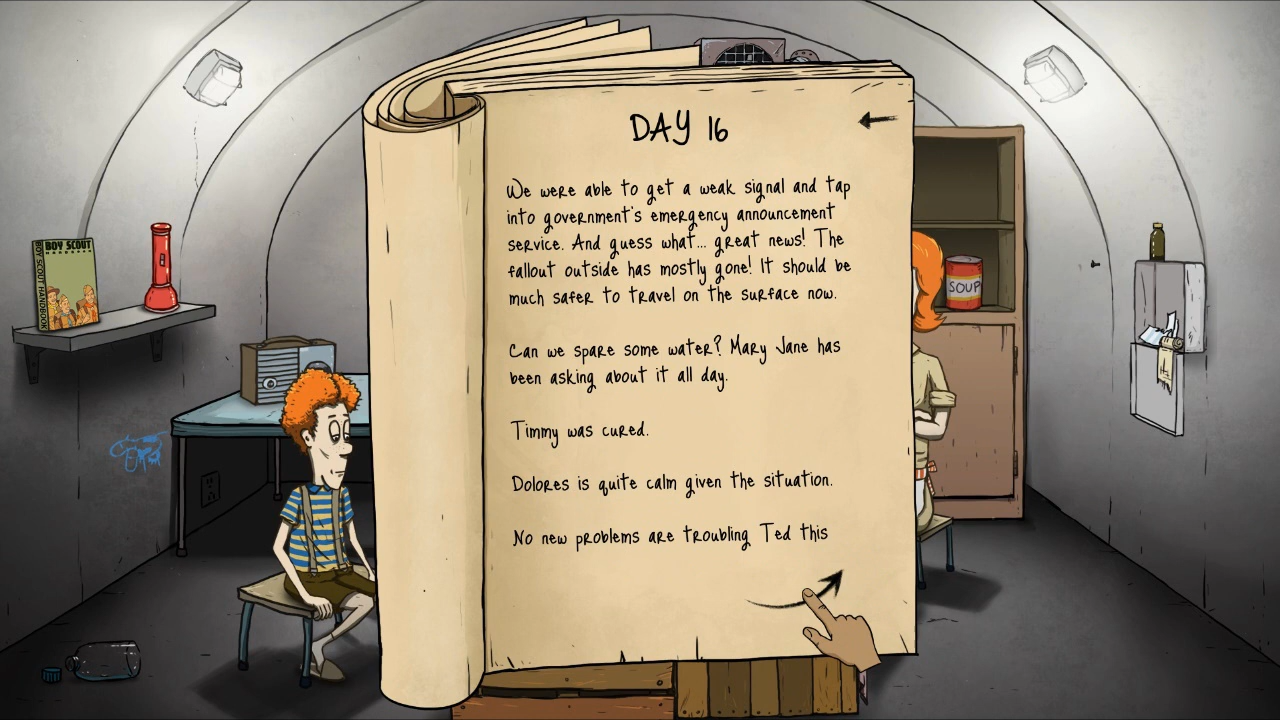 DAY 16
We were able to get a weak signal and tap
into government's emergency announcement
service. And guess what... great news! The
fallout outside has mostly gone! It should be
much safer to travel on the surface now.
Can we spare some water? Mary Jane has
been asking about it all day.
Timmy was cured.
Dolores is quite calm given the situation.
No new problems are troubling Ted this
BOY SCOUT
BOY SCOUT HANDBOOK
SOUP